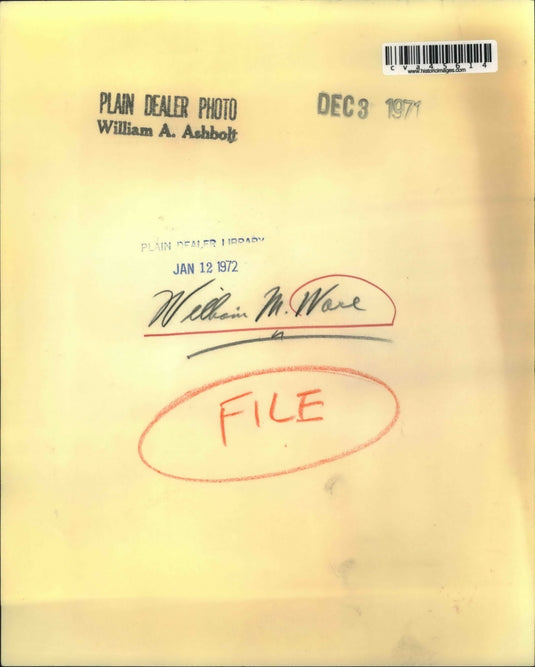 cva45614
www.historicimages.com
PLAIN DEALER PHOTO
William A. Ashbolt
DEC 3 1971
PLAIN DEALER LIBRARY
JAN 12 1972
William M. Ware
FILE